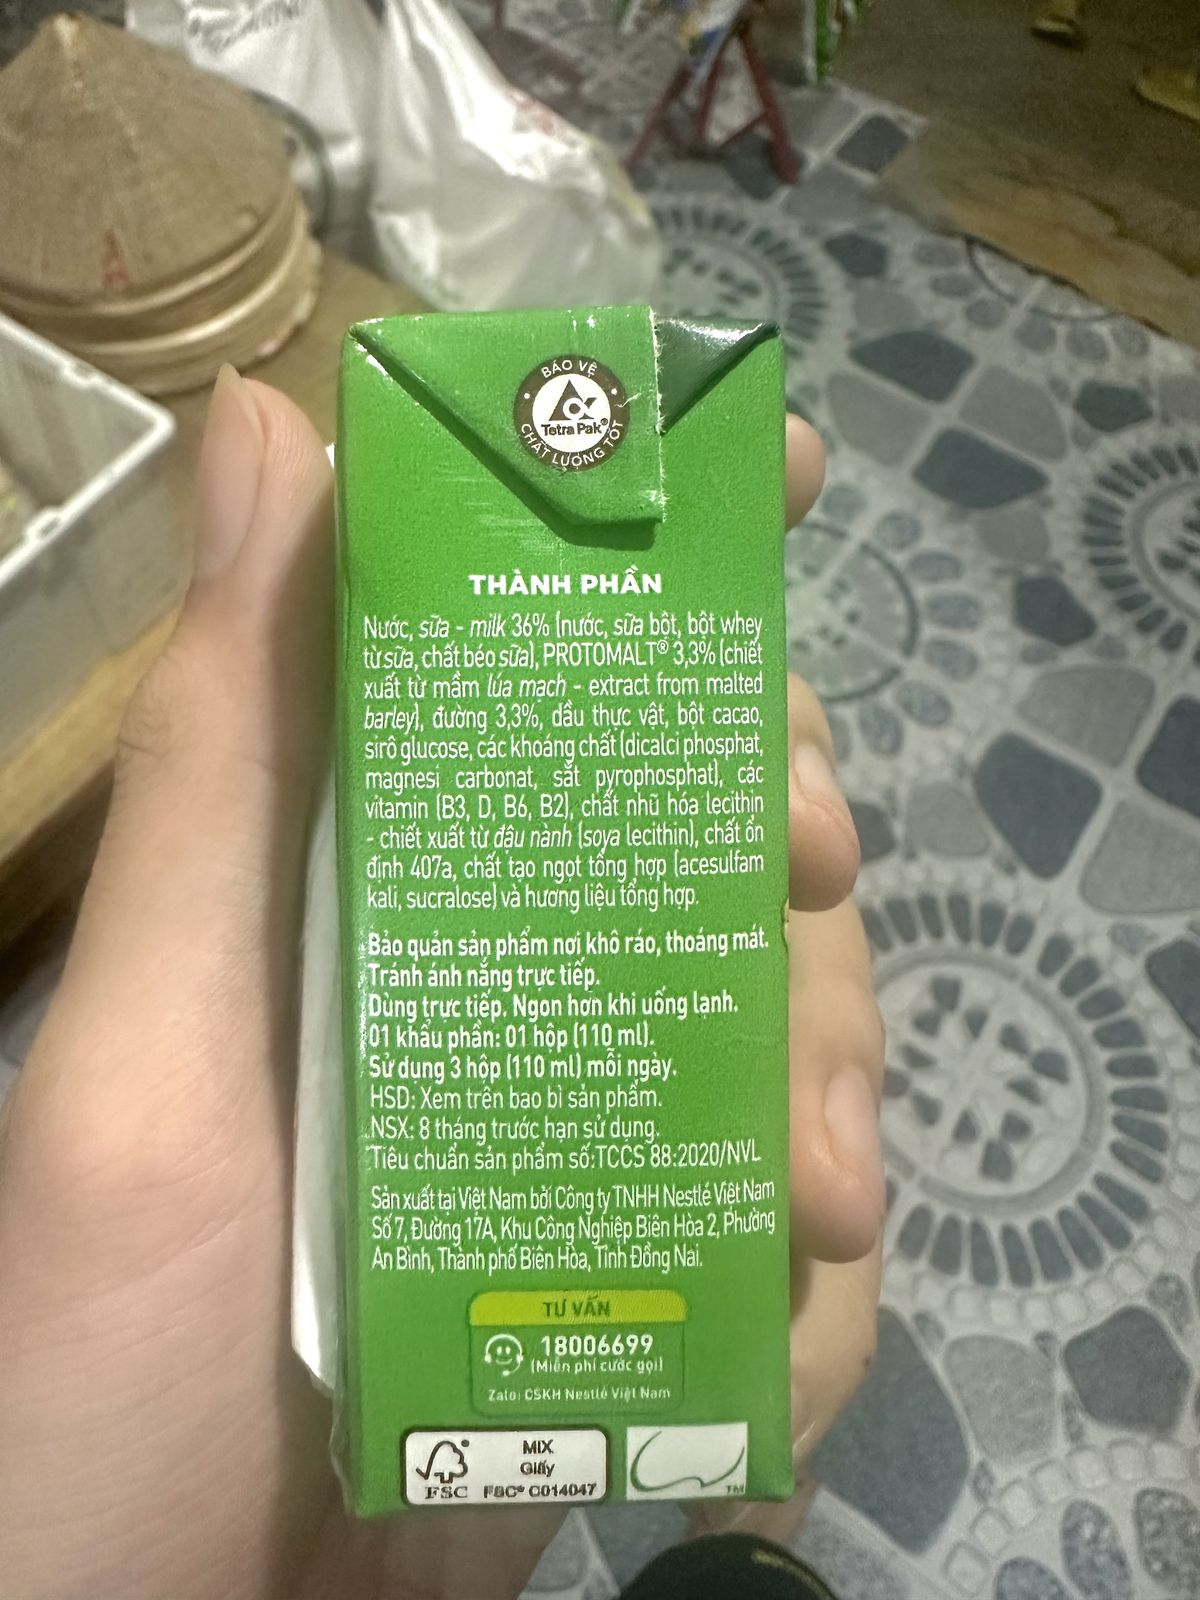 BẢO VỆ
Tetra Pak®
CHẤT LƯỢNG TỐT
THÀNH PHẦN
Nước, sữa - milk 36% (nước, sữa bột, bột whey
từ sữa, chất béo sữa), PROTOMALT® 3,3% (chiết
xuất từ mầm lúa mạch - extract from malted
barley), đường 3,3%, dầu thực vật, bột cacao,
sirô glucose, các khoáng chất (dicalci phosphat,
magnesi carbonat, sắt pyrophosphat), các
vitamin (B3, D, B6, B2), chất nhũ hóa lecithin
- chiết xuất từ đậu nành (soya lecithin), chất ổn
định 407a, chất tạo ngọt tổng hợp (acesulfam
kali, sucralose) và hương liệu tổng hợp.
Bảo quản sản phẩm nơi khô ráo, thoáng mát.
Tránh ánh nắng trực tiếp.
Dùng trực tiếp. Ngon hơn khi uống lạnh.
01 khẩu phần: 01 hộp (110 ml).
Sử dụng 3 hộp (110 ml) mỗi ngày.
HSD: Xem trên bao bì sản phẩm.
NSX: 8 tháng trước hạn sử dụng.
Tiêu chuẩn sản phẩm số:TCCS 88:2020/NVL
Sản xuất tại Việt Nam bởi Công ty TNHH Nestlé Việt Nam
Số 7, Đường 17A, Khu Công Nghiệp Biên Hòa 2, Phường
An Bình, Thành phố Biên Hòa, Tỉnh Đồng Nai.
TƯ VẤN
18006699
(Miễn phí cước gọi)
Zalo: CSKH Nestlé Việt Nam
MIX
Giấy
FSC FSC® C014047
TM